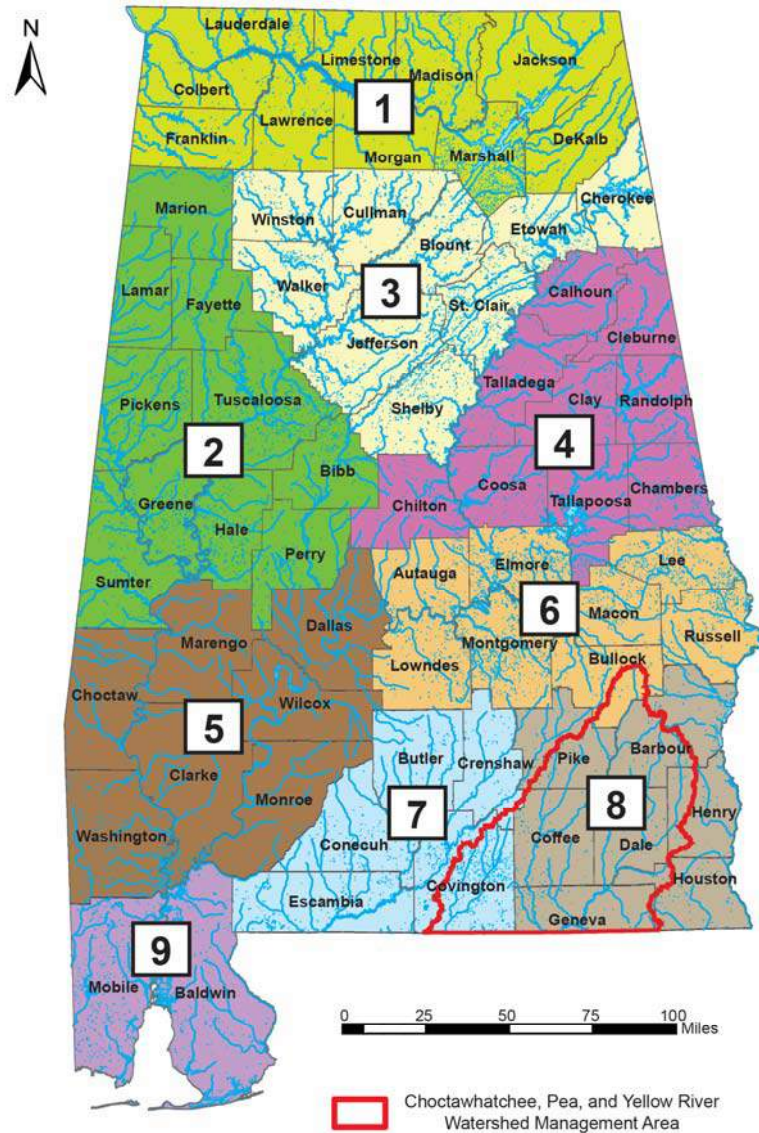 N
Lauderdale
Limestone
Madison
Jackson
Colbert
1
Lawrence
Franklin
Morgan
Marshall
DeKalb
Marion
Winston
Cullman
Cherokee
Etowah
Blount
Lamar
Fayette
Walker
3
St. Clair
Calhoun
Jefferson
Cleburne
Talladega
Pickens
Tuscaloosa
Shelby
Clay
Randolph
2
4
Bibb
Greene
Chilton
Coosa
Tallapoosa
Chambers
Hale
Perry
Sumter
Autauga
Elmore
Lee
6
Macon
Dallas
Marengo
Montgomery
Russell
Lowndes
Bullock
Choctaw
Wilcox
5
Clarke
Butler
Crenshaw
Pike
Barbour
Monroe
7
8
Henry
Washington
Conecuh
Coffee
Dale
Covington
Houston
Escambia
Geneva
9
Mobile
Baldwin
0 25 50 75 100
Miles
Choctawhatchee, Pea, and Yellow River
Watershed Management Area